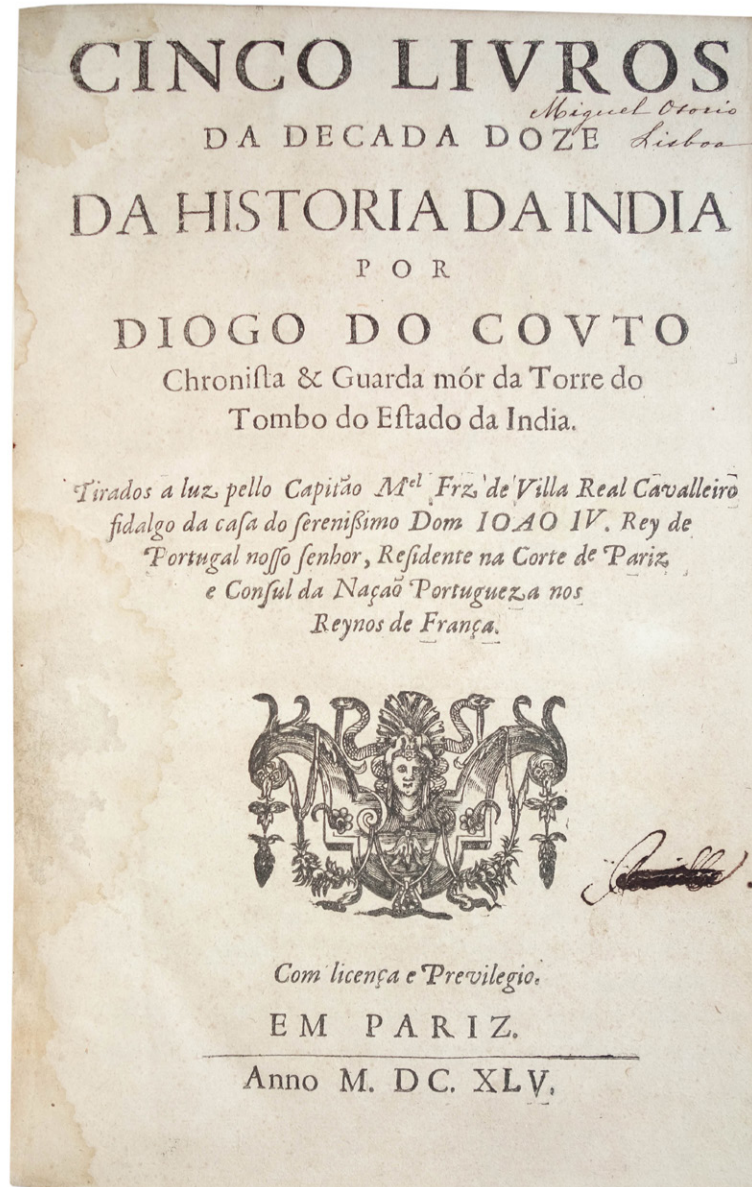 CINCO LIVROS
Miguel Osorio
DA DECADA DOZE
Lisboa
DA HISTORIA DA INDIA
POR
DIOGO DO COVTO
Chroniſta & Guarda mór da Torre do
Tombo do Eſtado da India.
Tirados a luz pello Capitão Mel Frz de Villa Real Cavalleiro
fidalgo da caſa do ſereniſſimo Dom IOAO IV. Rey de
Portugal noſſo ſenhor, Reſidente na Corte de Pariz
e Conſul da Naçaõ Portugueza nos
Reynos de França.
Com licença e Previlegio.
EM PARIZ.
Anno M. DC. XLV.